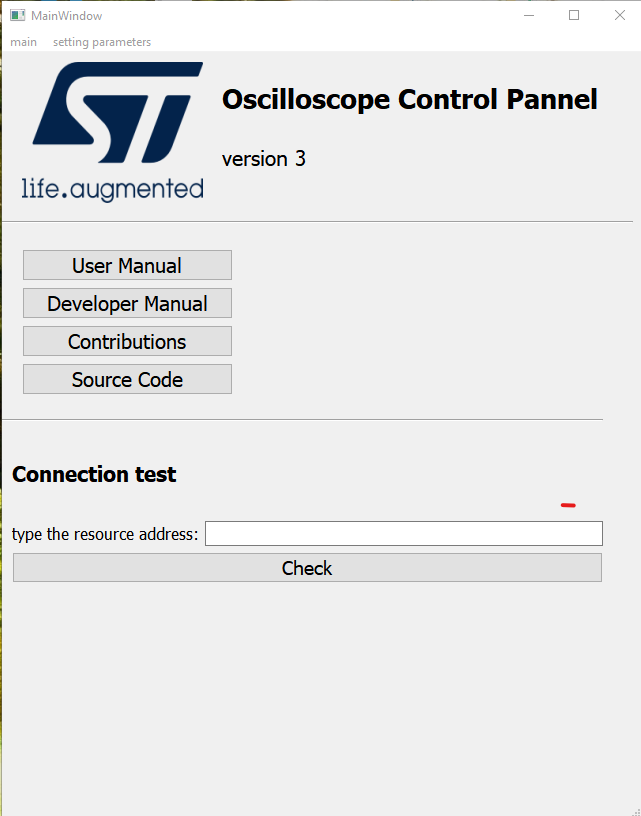 MainWindow
main setting parameters
ST
life.augmented
Oscilloscope Control Pannel
version 3
User Manual
Developer Manual
Contributions
Source Code
Connection test
type the resource address:
Check